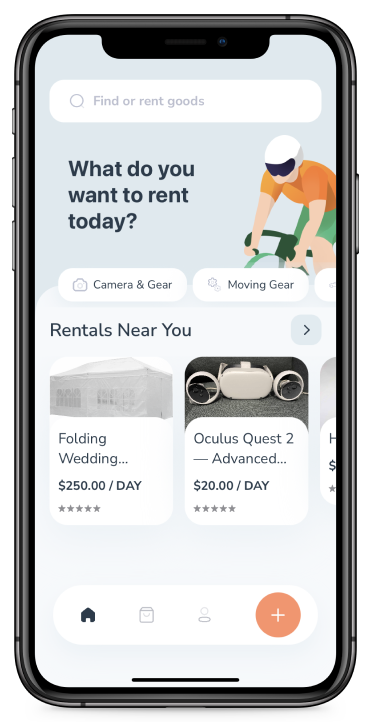 Find or rent goods
What do you
want to rent
today?
Camera & Gear
Moving Gear
Rentals Near You
Folding
Wedding...
$250.00 / DAY
Oculus Quest 2
— Advanced...
$20.00 / DAY
H
$